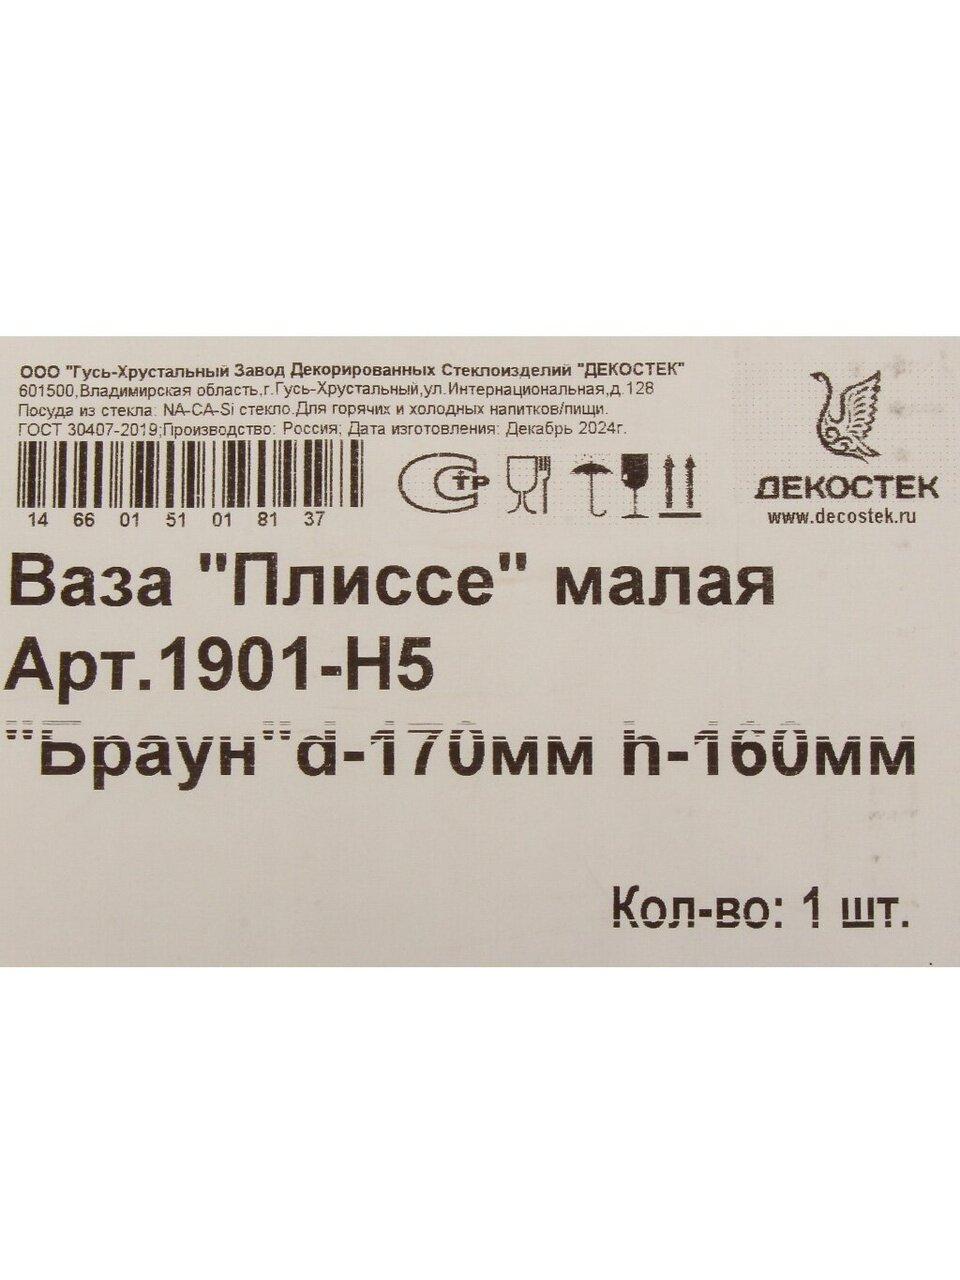 ООО "Гусь-Хрустальный Завод Декорированных Стеклоизделий "ДЕКОСТЕК"
601500,Владимирская область,г.Гусь-Хрустальный,ул.Интернациональная,д.128
Посуда из стекла: NA-CA-Si стекло.Для горячих и холодных напитков/пищи.
ГОСТ 30407-2019;Производство: Россия; Дата изготовления: Декабрь 2024г.
14 66 01 51 01 81 37
СТР
ДЕКОСТЕК
www.decostek.ru
Ваза "Плиссе" малая
Арт.1901-Н5
"Браун"d-170мм h-160мм
Кол-во: 1 шт.